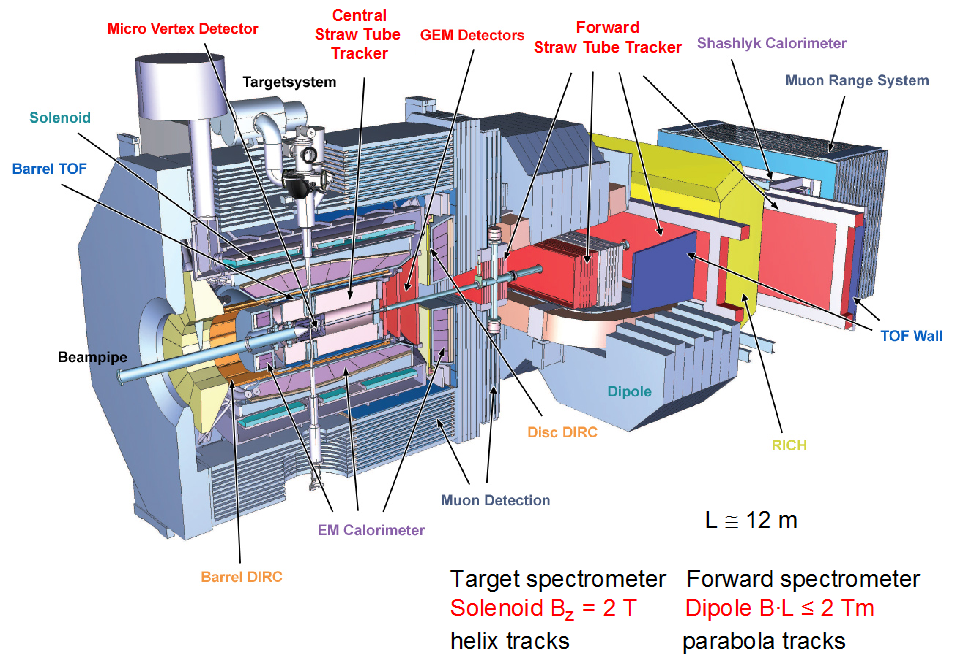 Micro Vertex Detector
Central
Straw Tube
Tracker
GEM Detectors
Forward
Straw Tube Tracker
Shashlyk Calorimeter
Muon Range System
Targetsystem
Solenoid
Barrel TOF
Beampipe
TOF Wall
Dipole
Disc DIRC
RICH
Muon Detection
EM Calorimeter
Barrel DIRC
L ≅ 12 m
Target spectrometer Forward spectrometer
Solenoid Bz = 2 T Dipole B·L ≤ 2 Tm
helix tracks parabola tracks